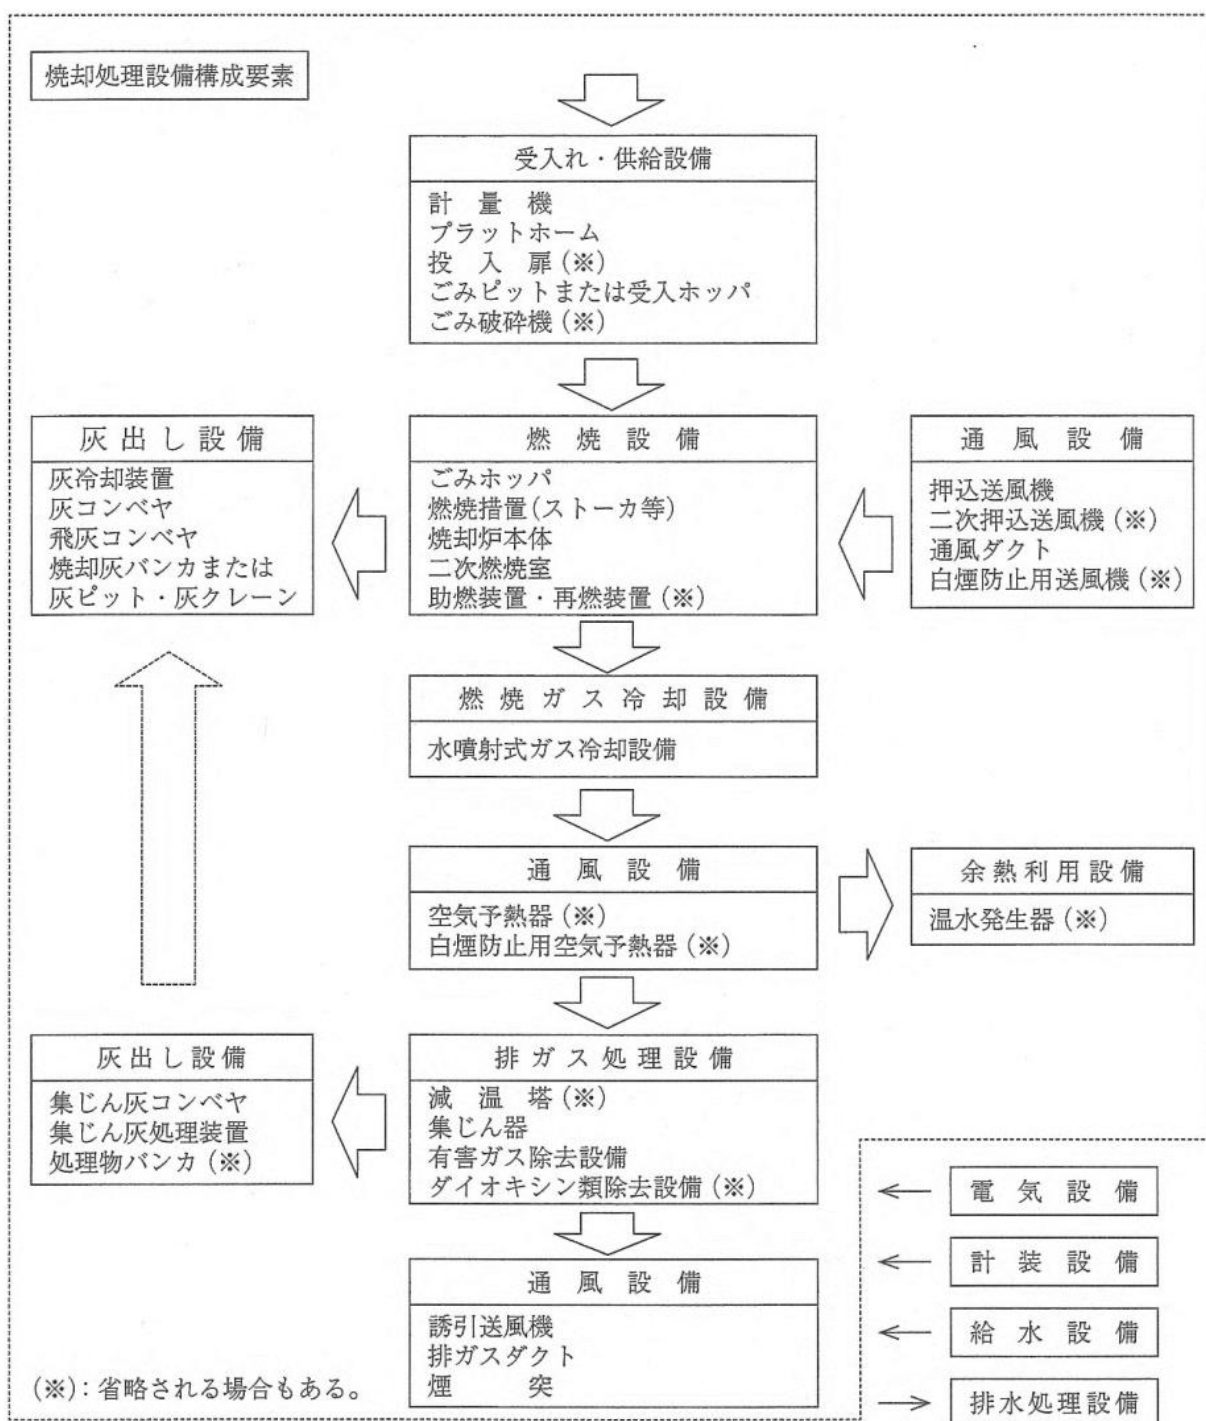 焼却処理設備構成要素
受入れ・供給設備
計量機
プラットホーム
投入扉(※)
ごみピットまたは受入ホッパ
ごみ破砕機(※)
灰出し設備
灰冷却装置
灰コンベヤ
飛灰コンベヤ
焼却灰バンカまたは
灰ピット・灰クレーン
燃焼設備
ごみホッパ
燃焼措置(ストーカ等)
焼却炉本体
二次燃焼室
助燃装置・再燃装置(※)
通風設備
押込送風機
二次押込送風機(※)
通風ダクト
白煙防止用送風機(※)
燃焼ガス冷却設備
水噴射式ガス冷却設備
通風設備
空気予熱器(※)
白煙防止用空気予熱器(※)
余熱利用設備
温水発生器(※)
灰出し設備
集じん灰コンベヤ
集じん灰処理装置
処理物バンカ(※)
排ガス処理設備
減温塔(※)
集じん器
有害ガス除去設備
ダイオキシン類除去設備(※)
通風設備
誘引送風機
排ガスダクト
煙突
電気設備
計装設備
給水設備
排水処理設備
(※):省略される場合もある。